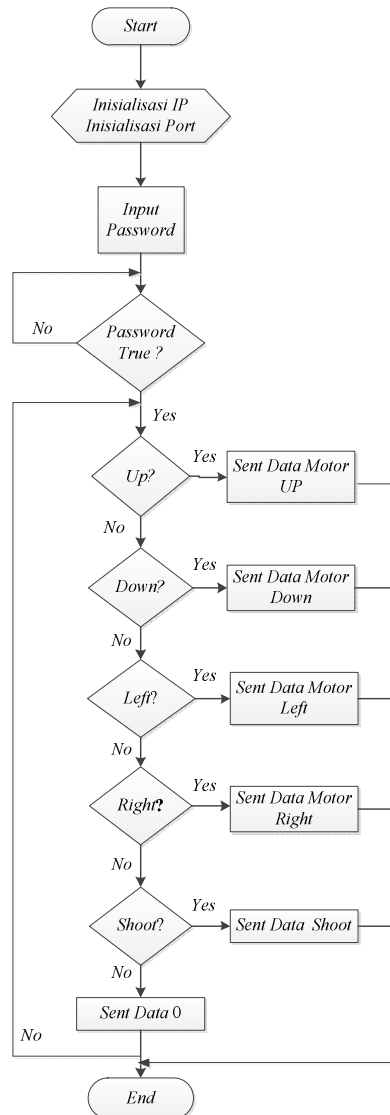 Start
Inisialisasi IP
Inisialisasi Port
Input
Password
No
Password
True ?
Yes
Up?
Yes
Sent Data Motor
UP
No
Down?
Yes
Sent Data Motor
Down
No
Left?
Yes
Sent Data Motor
Left
No
Right?
Yes
Sent Data Motor
Right
No
Shoot?
Yes
Sent Data Shoot
No
Sent Data 0
No
End